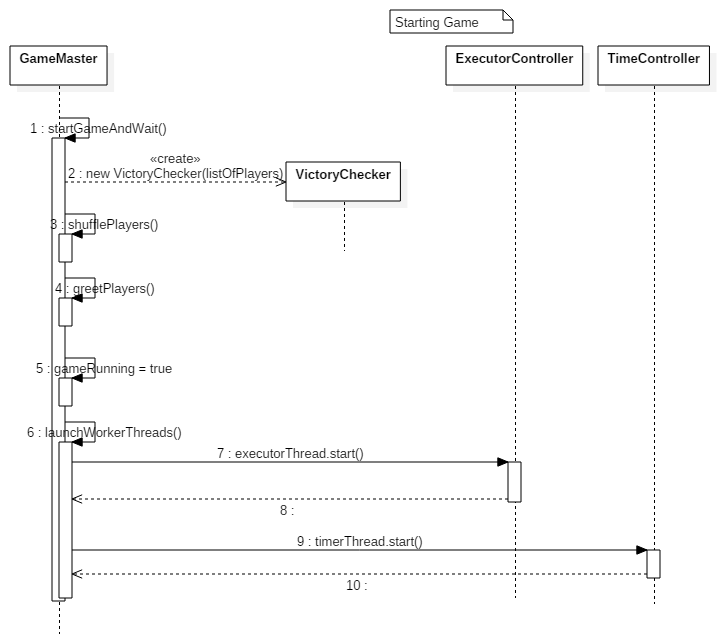 Starting Game
GameMaster
ExecutorController
TimeController
1 : startGameAndWait()
«create»
2 : new VictoryChecker(listOfPlayers)
VictoryChecker
3 : shufflePlayers()
4 : greetPlayers()
5 : gameRunning = true
6 : launchWorkerThreads()
7 : executorThread.start()
8 :
9 : timerThread.start()
10 :